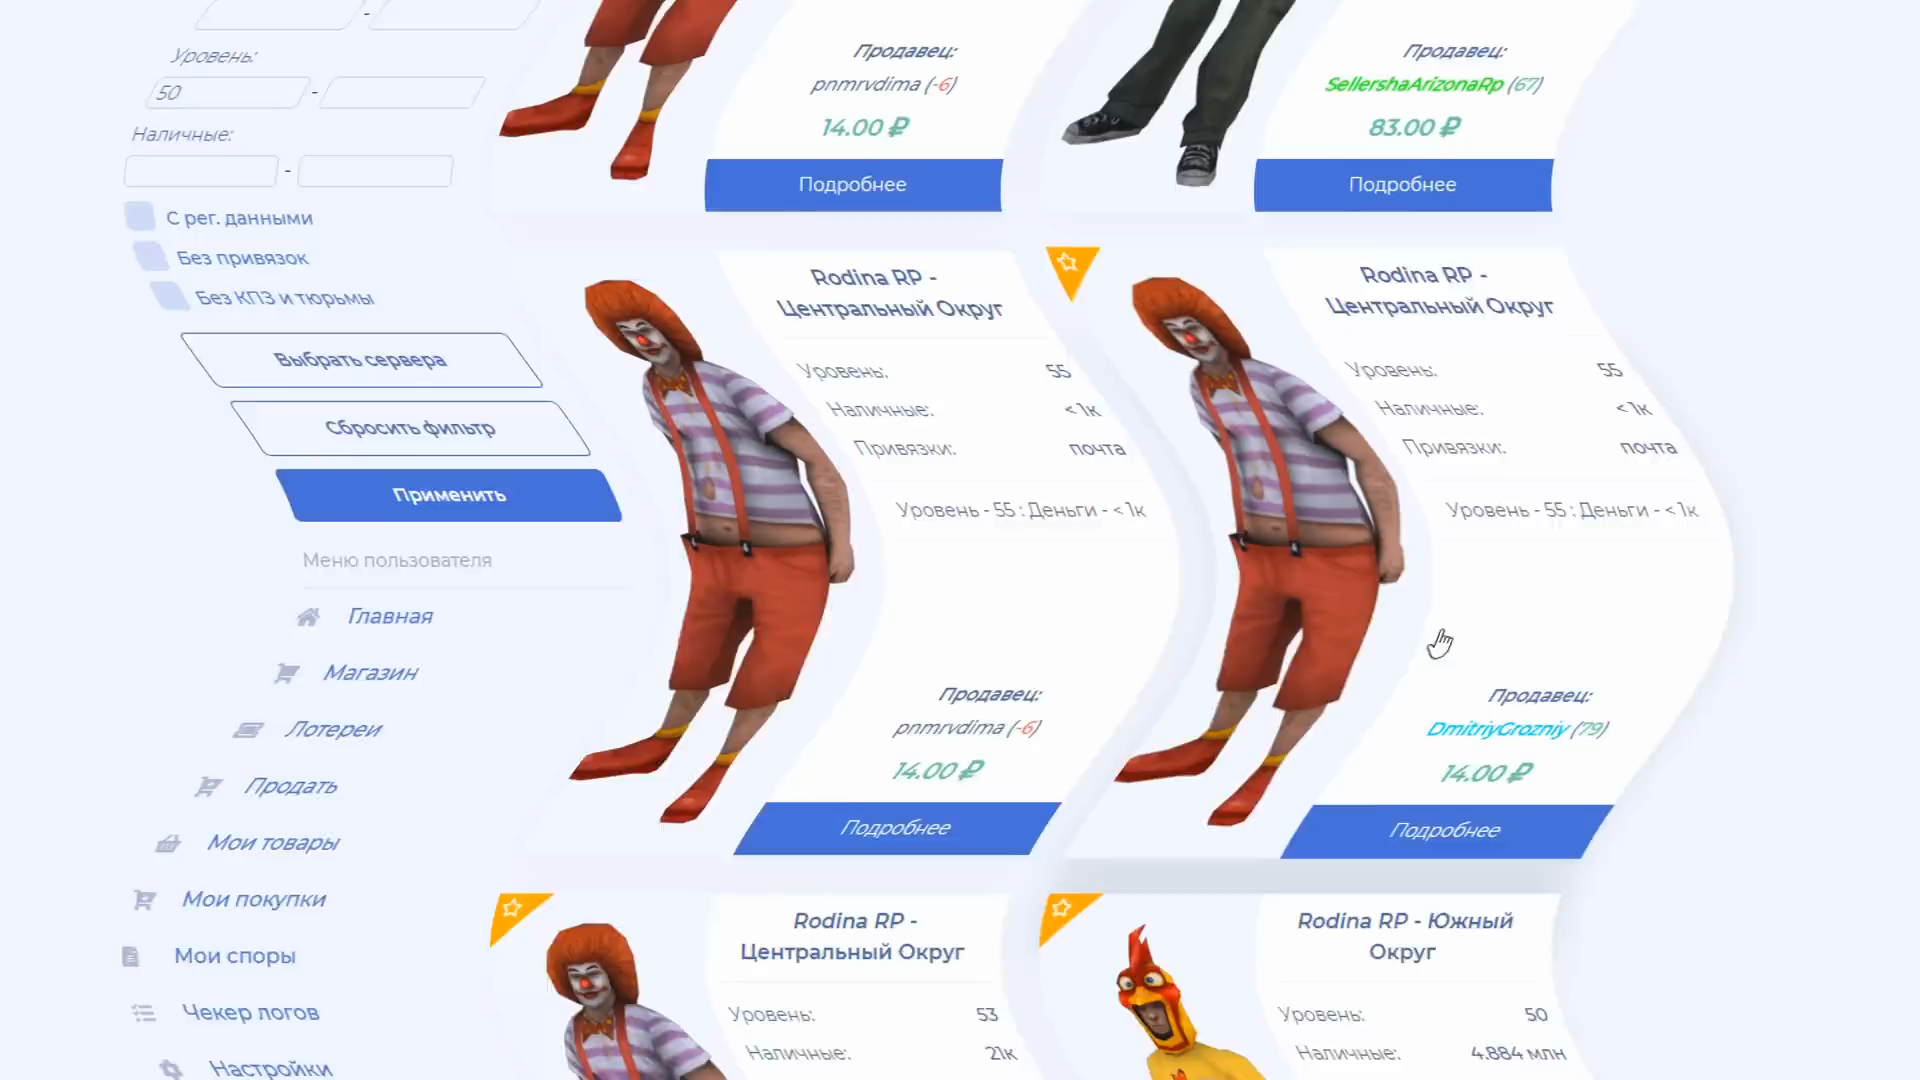 -
Уровень:
50 -
Наличные:
-
С рег. данными
Без привязок
Без КПЗ и тюрьмы
Выбрать сервера
Сбросить фильтр
Применить
Меню пользователя
Главная
Магазин
Лотереи
Продать
Мои товары
Мои покупки
Мои споры
Чекер логов
Настройки
Продавец:
pnmrvdima (-6)
14.00 ₽
Подробнее
Продавец:
SellershaArizonaRp (67)
83.00 ₽
Подробнее
Rodina RP -
Центральный Округ
Уровень: 55
Наличные: < 1к
Привязки: почта
Уровень - 55 : Деньги - < 1к
Продавец:
pnmrvdima (-6)
14.00 ₽
Подробнее
Rodina RP -
Центральный Округ
Уровень: 55
Наличные: < 1к
Привязки: почта
Уровень - 55 : Деньги - < 1к
Продавец:
DmitriyGrozniy (79)
14.00 ₽
Подробнее
Rodina RP -
Центральный Округ
Уровень: 53
Наличные: 21к
Rodina RP - Южный
Округ
Уровень: 50
Наличные: 4.884 млн